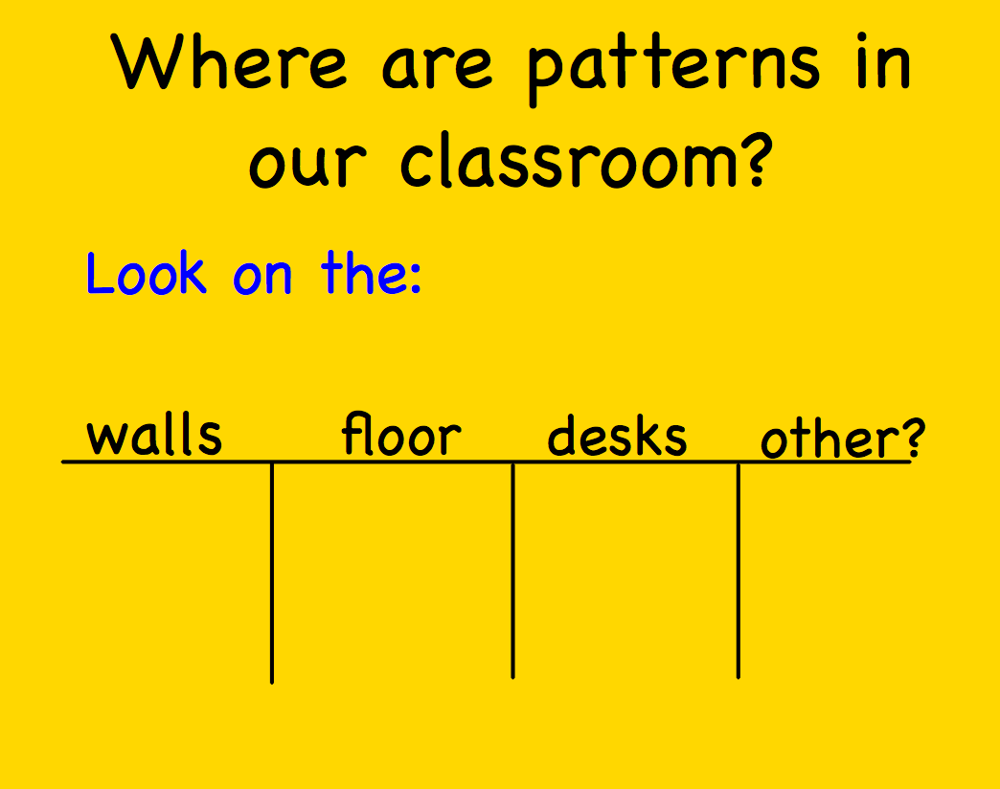 Where are patterns in
our classroom?
Look on the:
walls floor desks other?